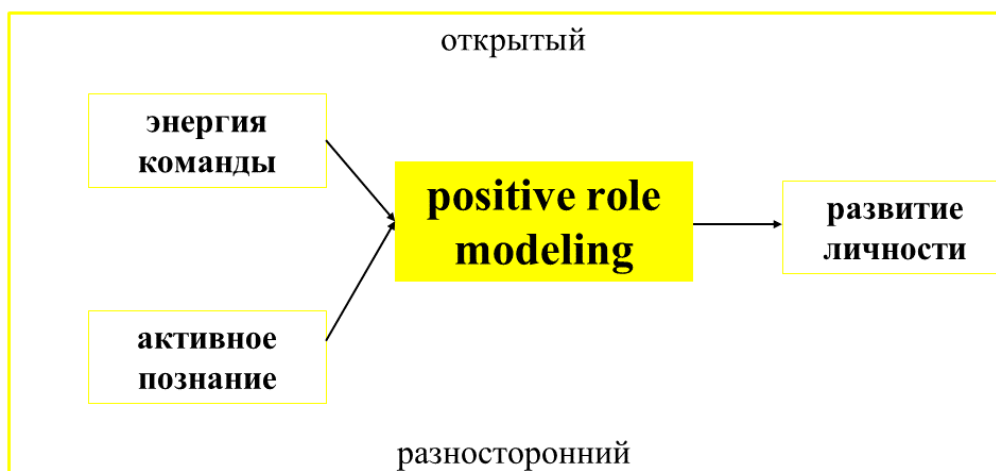 открытый
энергия
команды
positive role
modeling
развитие
личности
активное
познание
разносторонний